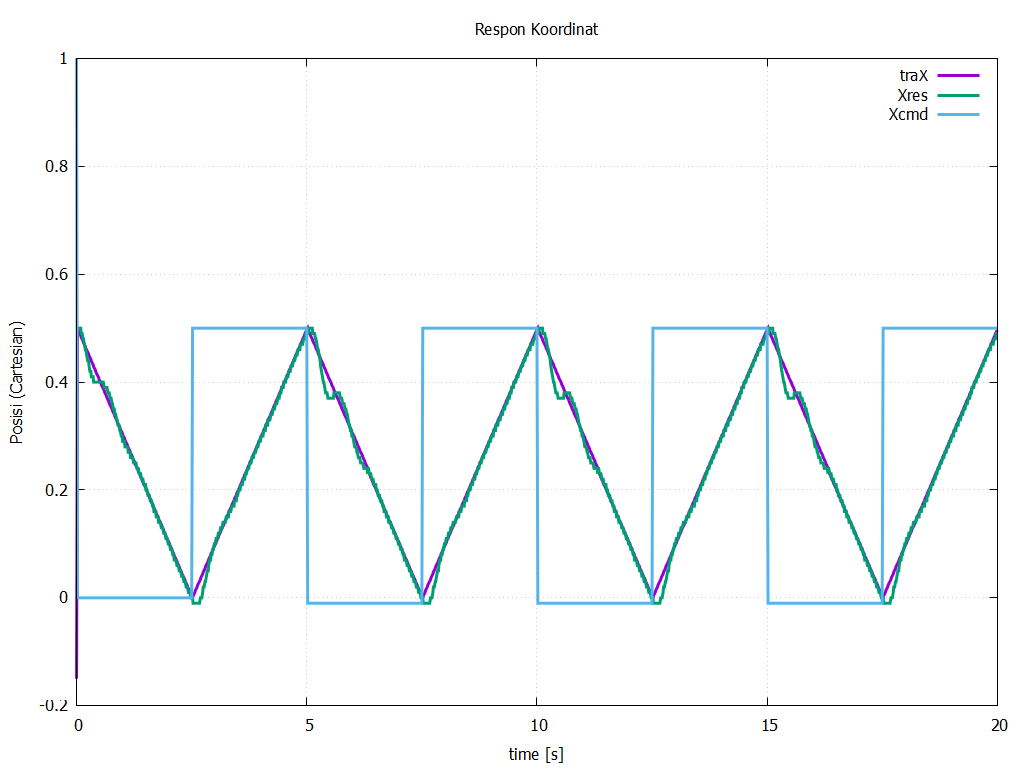 Respon Koordinat
traX
Xres
Xcmd
Posisi (Cartesian)
1
0.8
0.6
0.4
0.2
0
-0.2
0
5
10
15
20
time [s]